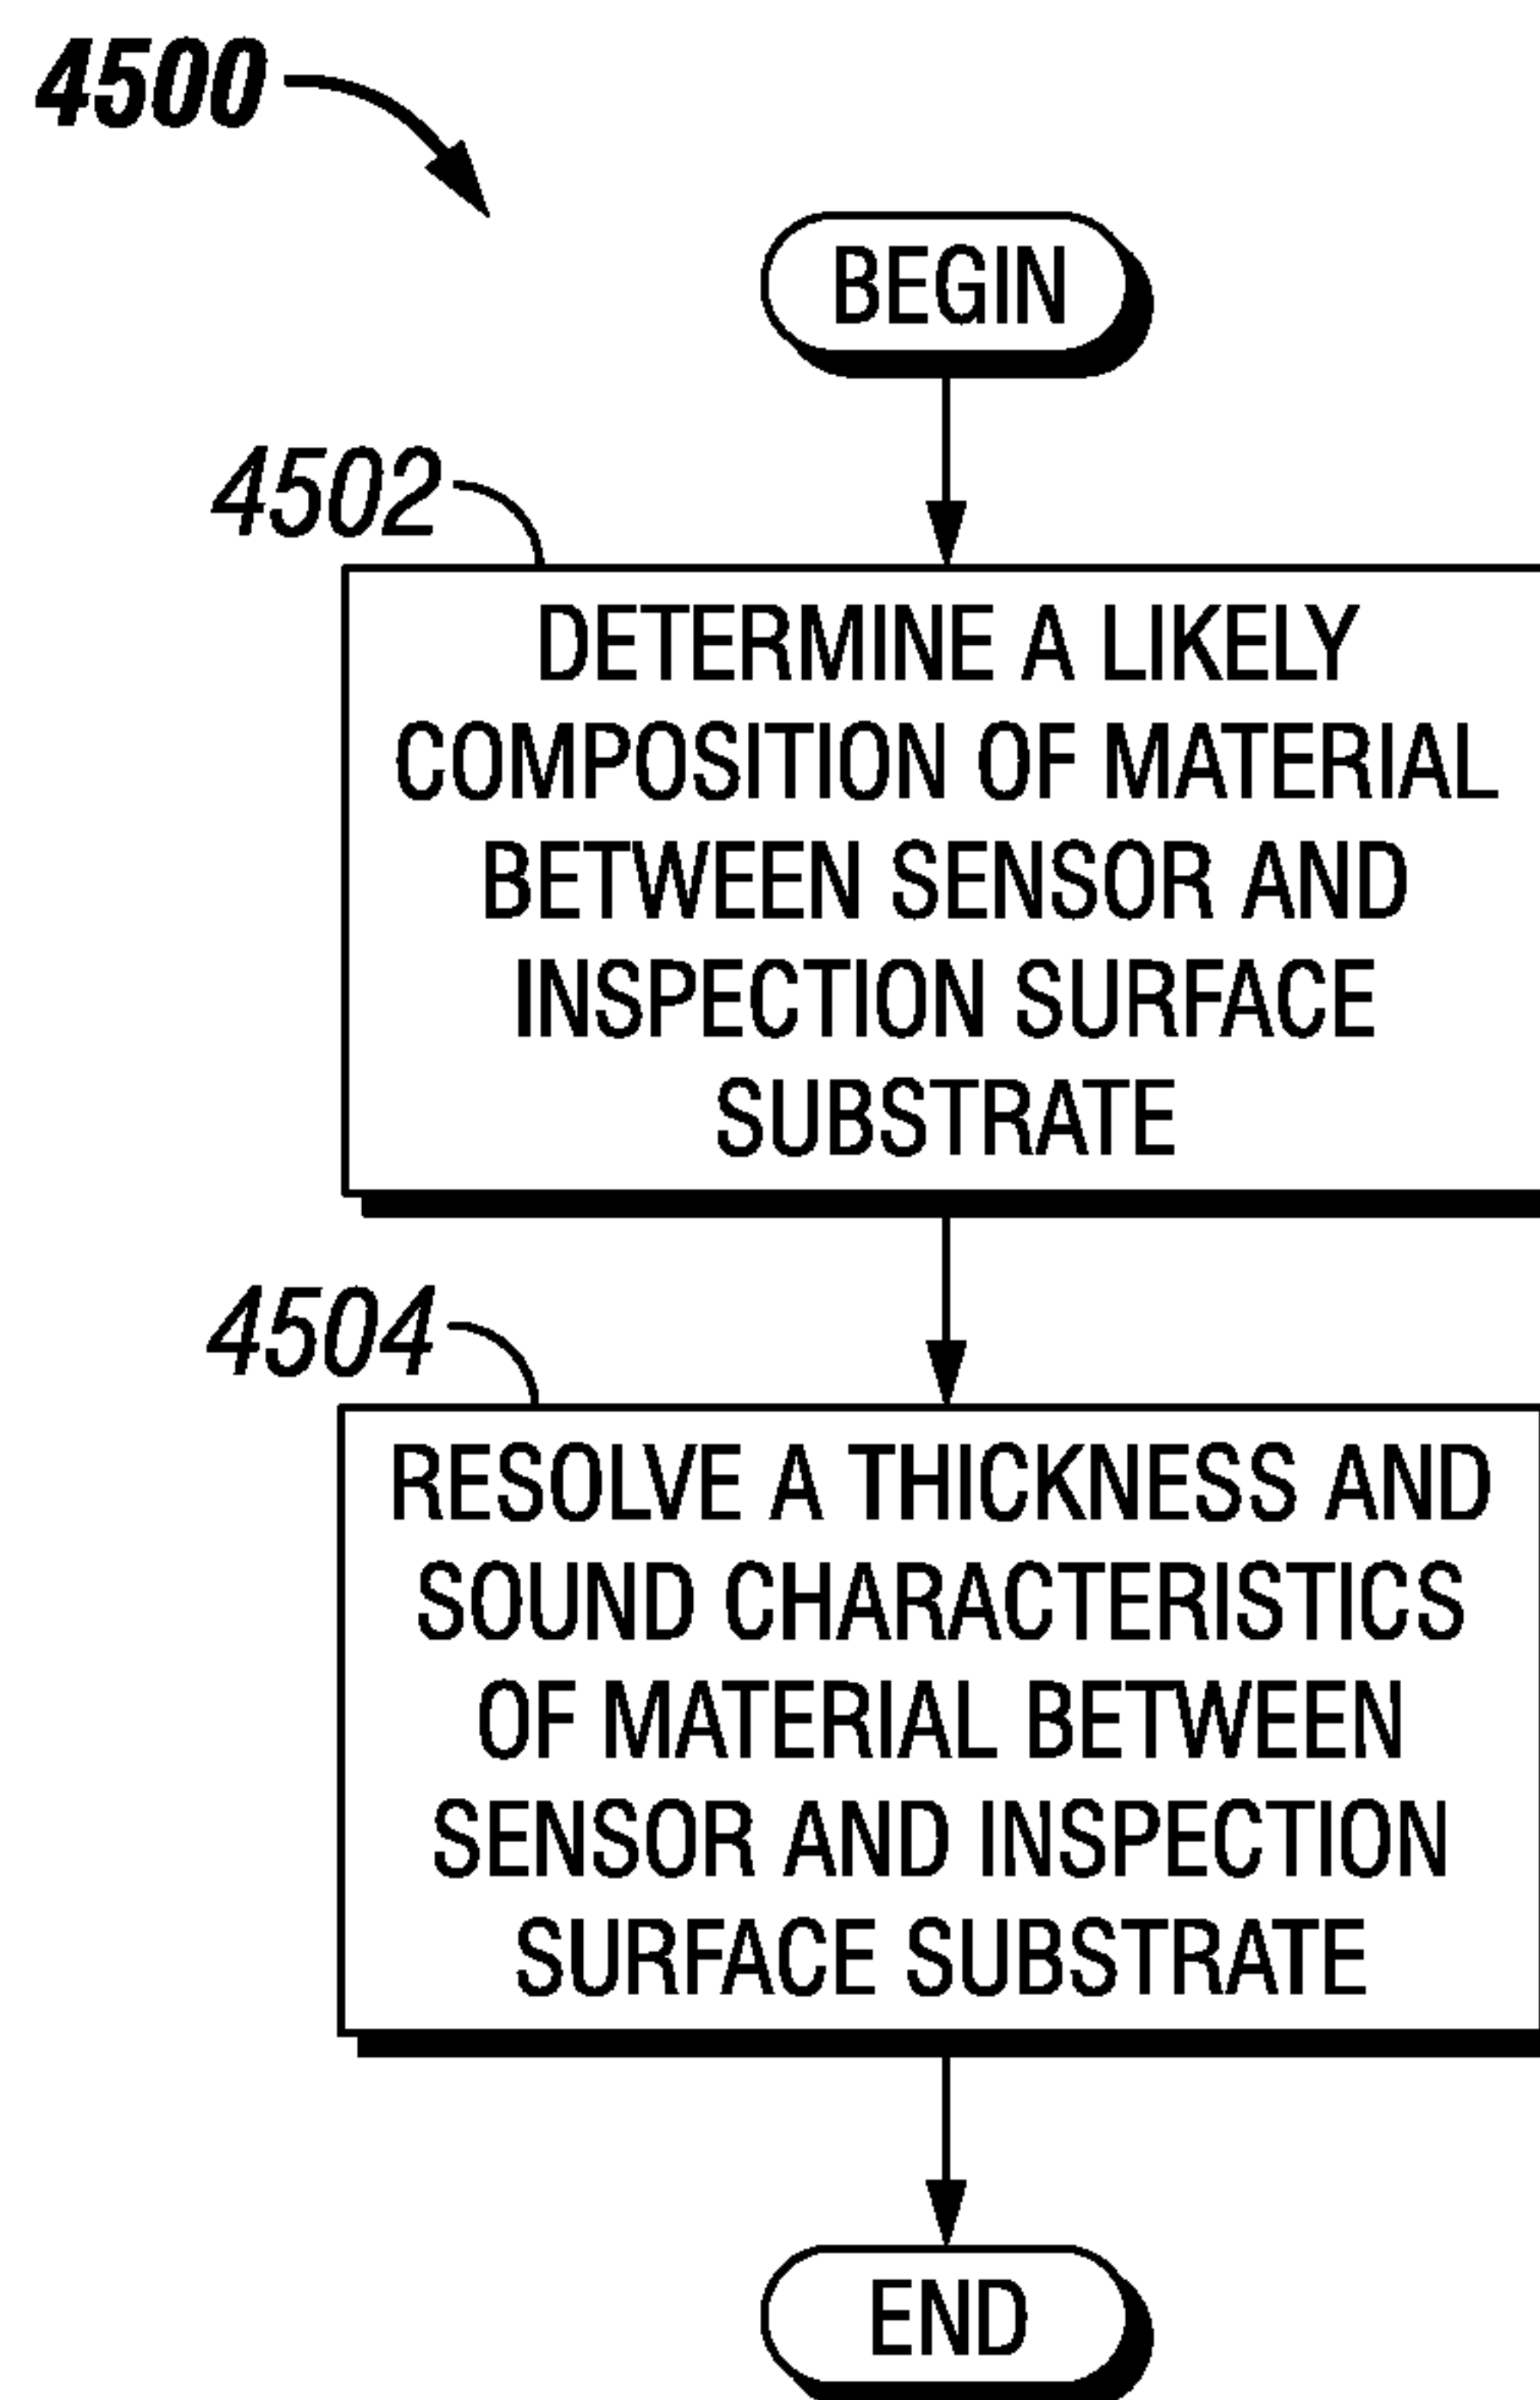 4500
BEGIN
4502
DETERMINE A LIKELY
COMPOSITION OF MATERIAL
BETWEEN SENSOR AND
INSPECTION SURFACE
SUBSTRATE
4504
RESOLVE A THICKNESS AND
SOUND CHARACTERISTICS
OF MATERIAL BETWEEN
SENSOR AND INSPECTION
SURFACE SUBSTRATE
END